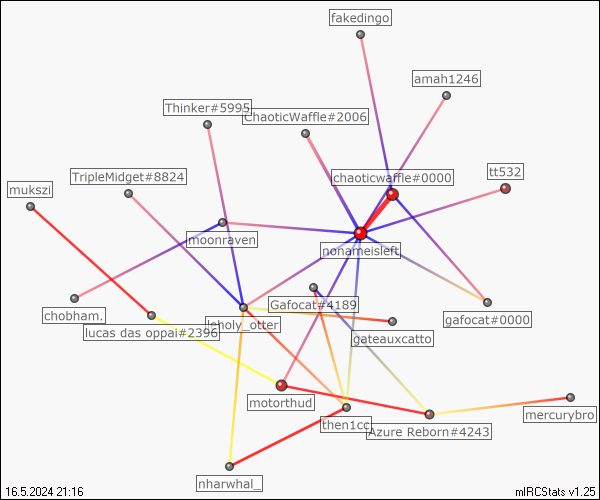 fakedingo
amah1246
Thinker#5995
ChaoticWaffle#2006
TripleMidget#8824
chaoticwaffle#0000
tt532
mukszi
moonraven
nonameisleft
chobham.
Gafocat#4189
gafocat#0000
lucas das oppai#2396
leholy_otter
gateauxcatto
motorthud
then1cc
Azure Reborn#4243
mercurybro
nharwhal_
16.5.2024 21:16
mIRCStats v1.25